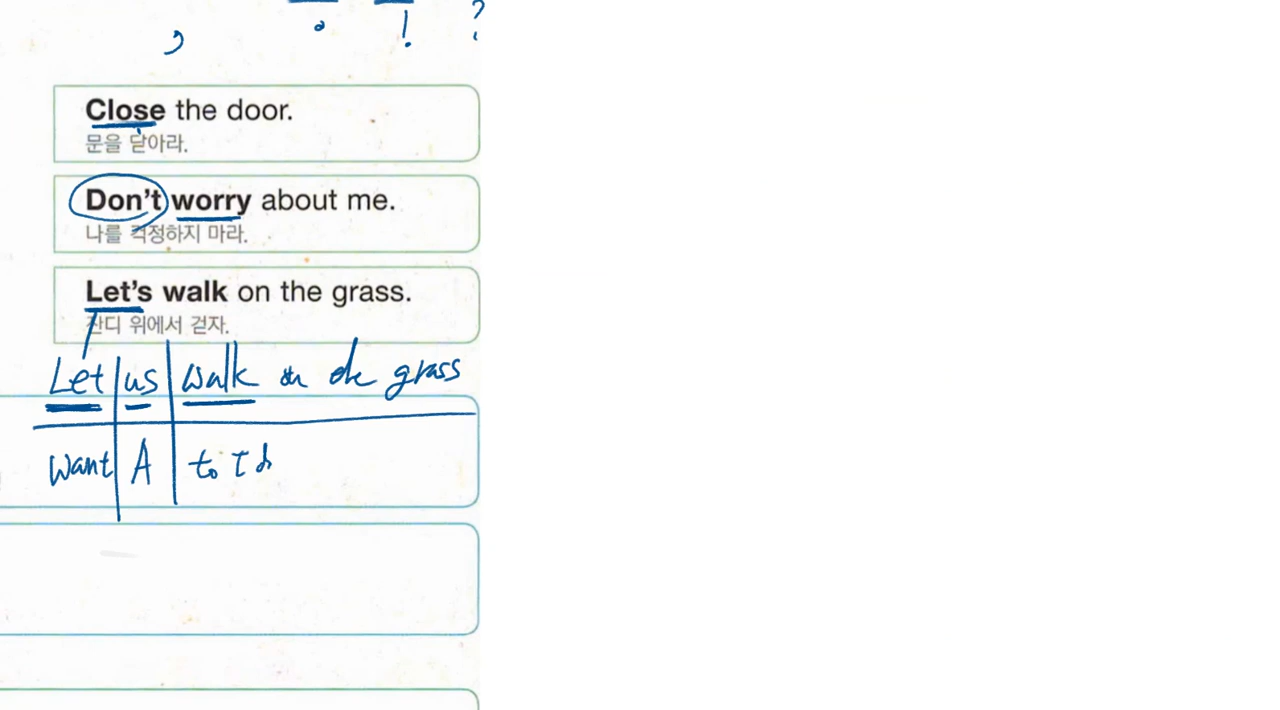 , . ! ?
Close the door.
문을 닫아라.
Don't worry about me.
나를 걱정하지 마라.
Let's walk on the grass.
잔디 위에서 걷자.
Let us walk on the grass
want A to